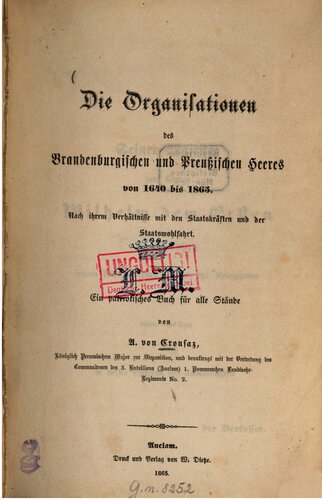 Die Organisationen
des
Brandenburgischen und Preußischen Heeres
von 1640 bis 1865.
Nach ihrem Verhältnisse mit den Staatskräften und der
Staatswohlfahrt.
UNGÜLTIG!
L. M.
Ein patriotisches Buch für alle Stände
von
A. von Crousaz,
Königlich Preussischem Major zur Disposition, und beauftragt mit der Vertretung des
Commandeurs des 3. Bataillons (Anclam) 1. Pommerschen Landwehr-
Regiments No. 2.
Anclam.
Druck und Verlag von W. Dietze.
1865.
G.n. 8252
der Verfasser.